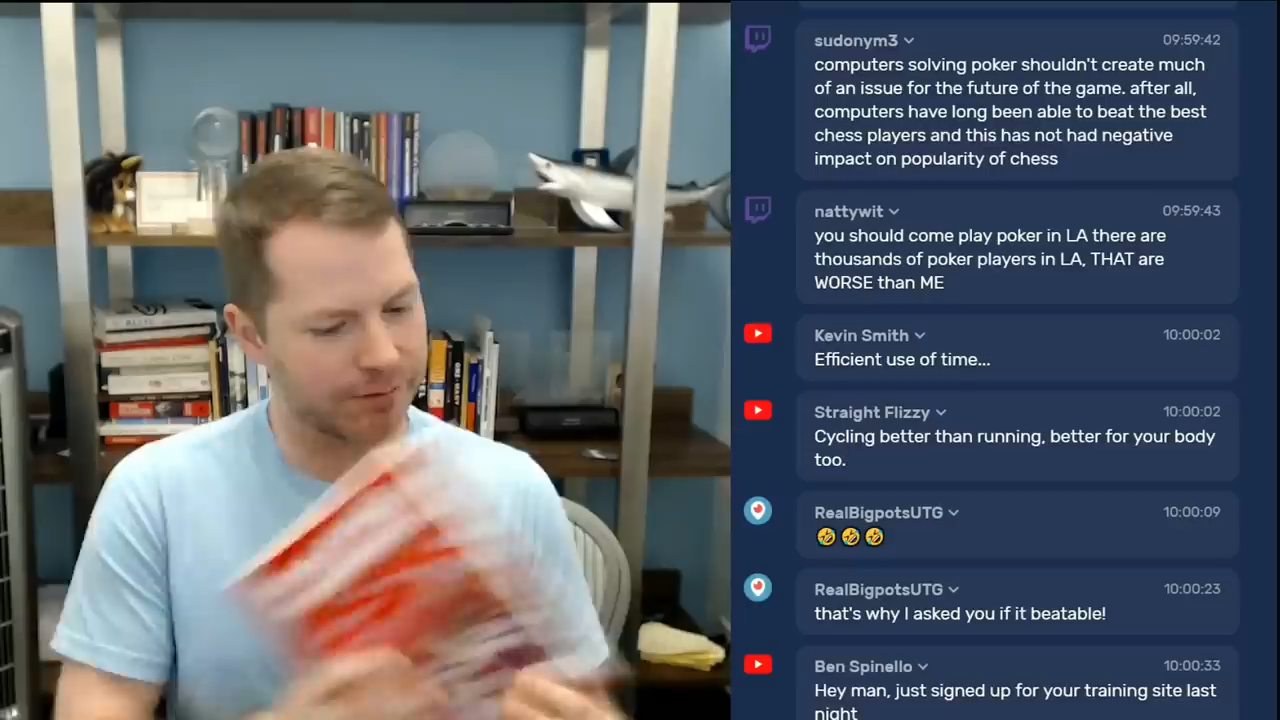 sudonym3
09:59:42
computers solving poker shouldn't create much
of an issue for the future of the game. after all,
computers have long been able to beat the best
chess players and this has not had negative
impact on popularity of chess
nattywit
09:59:43
you should come play poker in LA there are
thousands of poker players in LA, THAT are
WORSE than ME
Kevin Smith
10:00:02
Efficient use of time...
Straight Flizzy
10:00:02
Cycling better than running, better for your body
too.
RealBigpotsUTG
10:00:09
🤣🤣🤣
RealBigpotsUTG
10:00:23
that's why I asked you if it beatable!
Ben Spinello
10:00:33
Hey man, just signed up for your training site last
night